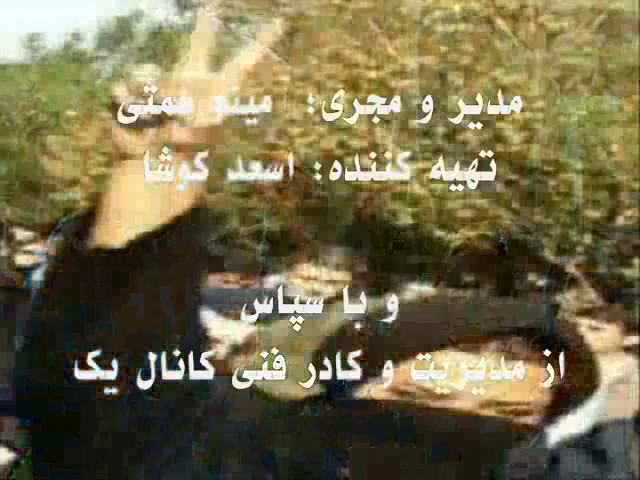 مدیر و مجری: مینو همتی
تهیه کننده: اسعد کوشا
و با سپاس
از مدیریت و کادر فنی کانال یک